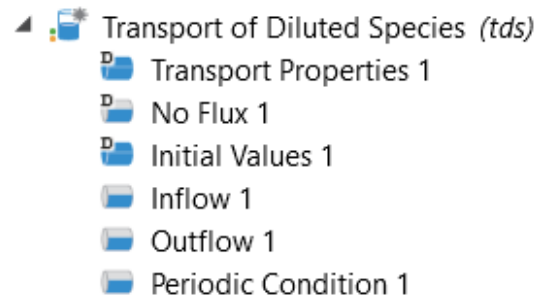 Transport of Diluted Species (tds)
D Transport Properties 1
D No Flux 1
D Initial Values 1
Inflow 1
Outflow 1
Periodic Condition 1